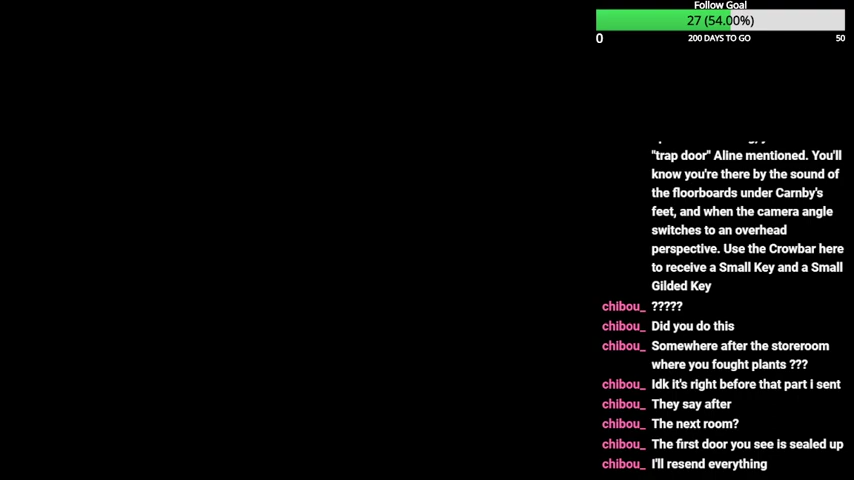 Follow Goal
27 (54.00%)
0 200 DAYS TO GO 50
"trap door" Aline mentioned. You'll
know you're there by the sound of
the floorboards under Carnby's
feet, and when the camera angle
switches to an overhead
perspective. Use the Crowbar here
to receive a Small Key and a Small
Gilded Key
chibou_ ?????
chibou_ Did you do this
chibou_ Somewhere after the storeroom
where you fought plants ???
chibou_ Idk it's right before that part i sent
chibou_ They say after
chibou_ The next room?
chibou_ The first door you see is sealed up
chibou_ I'll resend everything